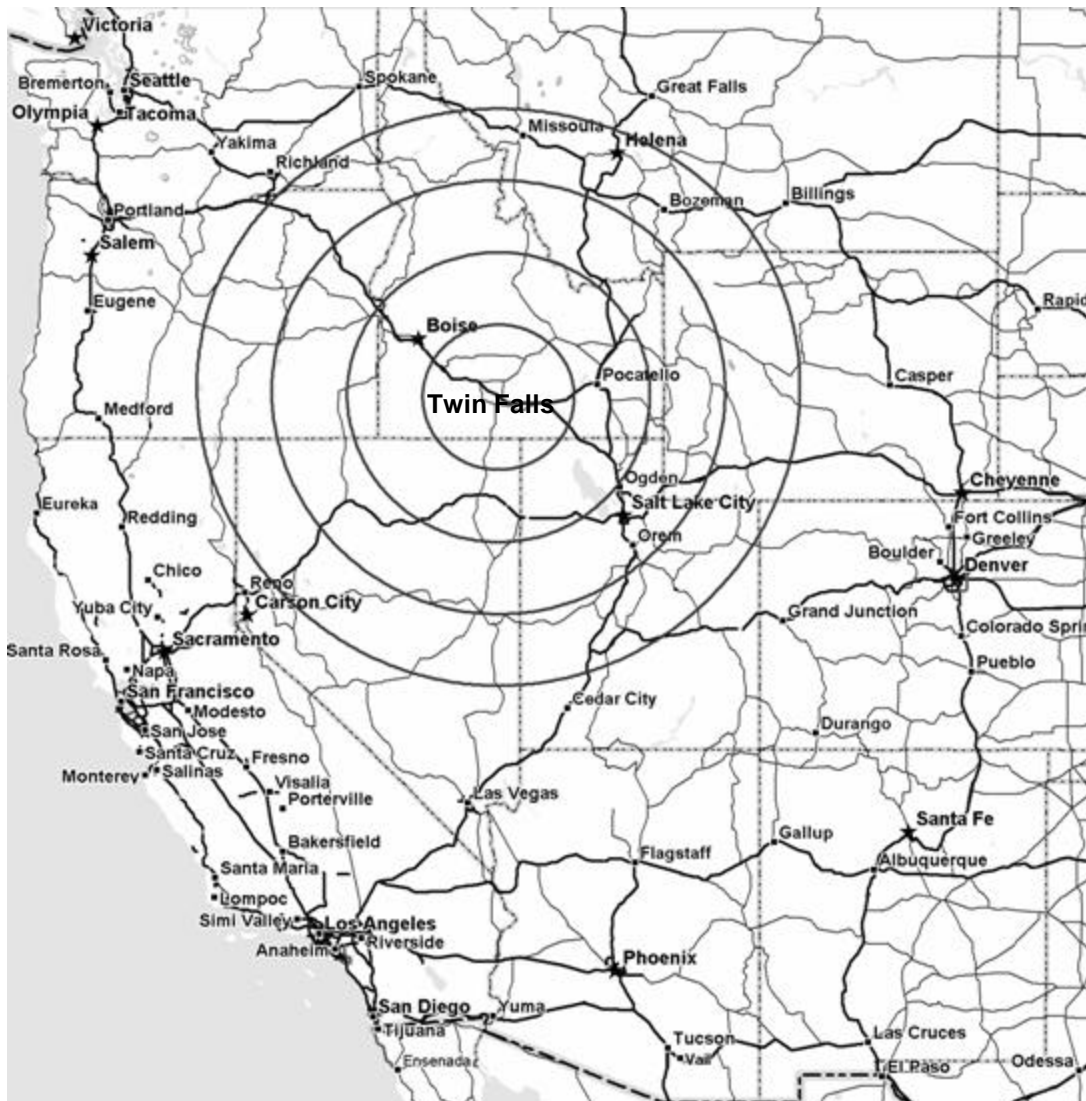 Victoria
Spokane
Bremerton
Seattle
Great Falls
Olympia
Tacoma
Missoula
Helena
Yakima
Richland
Bozeman
Billings
Portland
Salem
Eugene
Rapid
Boise
Pocatello
Casper
Twin Falls
Medford
Ogden
Cheyenne
Eureka
Salt Lake City
Redding
Fort Collins
Orem
Greeley
Boulder
Denver
Chico
Reno
Carson City
Yuba City
Grand Junction
Sacramento
Colorado Sprin
Santa Rosa
Napa
Pueblo
San Francisco
Cedar City
Modesto
Durango
San Jose
Santa Cruz
Fresno
Monterey
Salinas
Visalia
Las Vegas
Porterville
Santa Fe
Gallup
Bakersfield
Flagstaff
Albuquerque
Santa Maria
Lompoc
Simi Valley
Los Angeles
Riverside
Anaheim
Phoenix
San Diego
Yuma
Tijuana
Las Cruces
Tucson
Vail
Ensenada
El Paso
Odessa